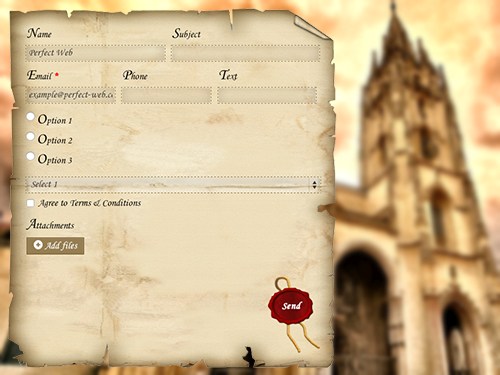 Name Subject
Perfect Web
Email * Phone Text
example@perfect-web.c
Option 1
Option 2
Option 3
Select 1
Agree to Terms & Conditions
Attachments
Add files
Send